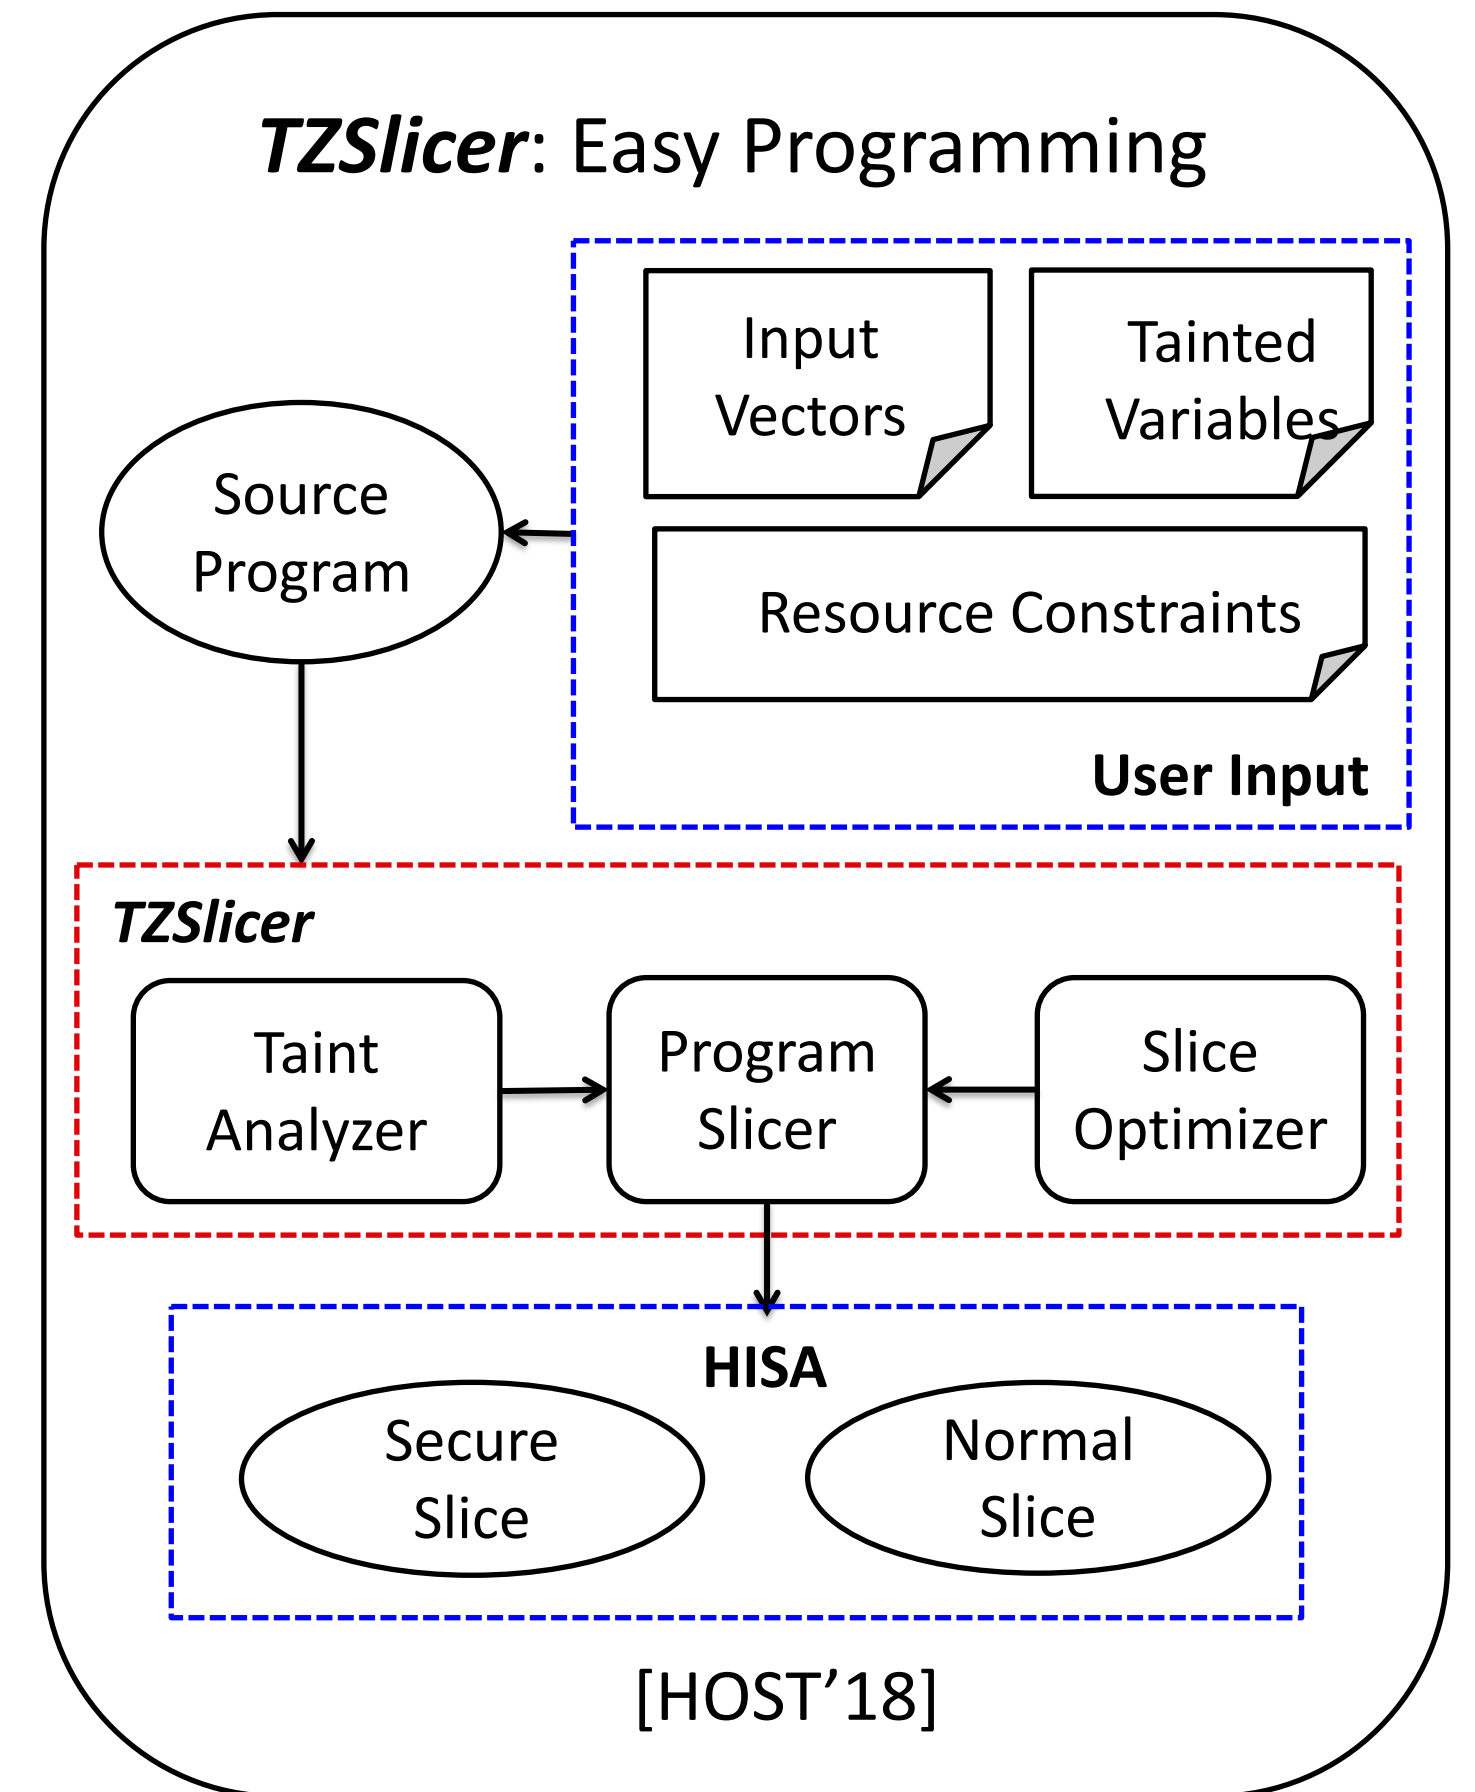 TZSlicer: Easy Programming
Input
Vectors
Tainted
Variables
Source
Program
Resource Constraints
User Input
TZSlicer
Taint
Analyzer
Program
Slicer
Slice
Optimizer
HISA
Secure
Slice
Normal
Slice
[HOST’18]